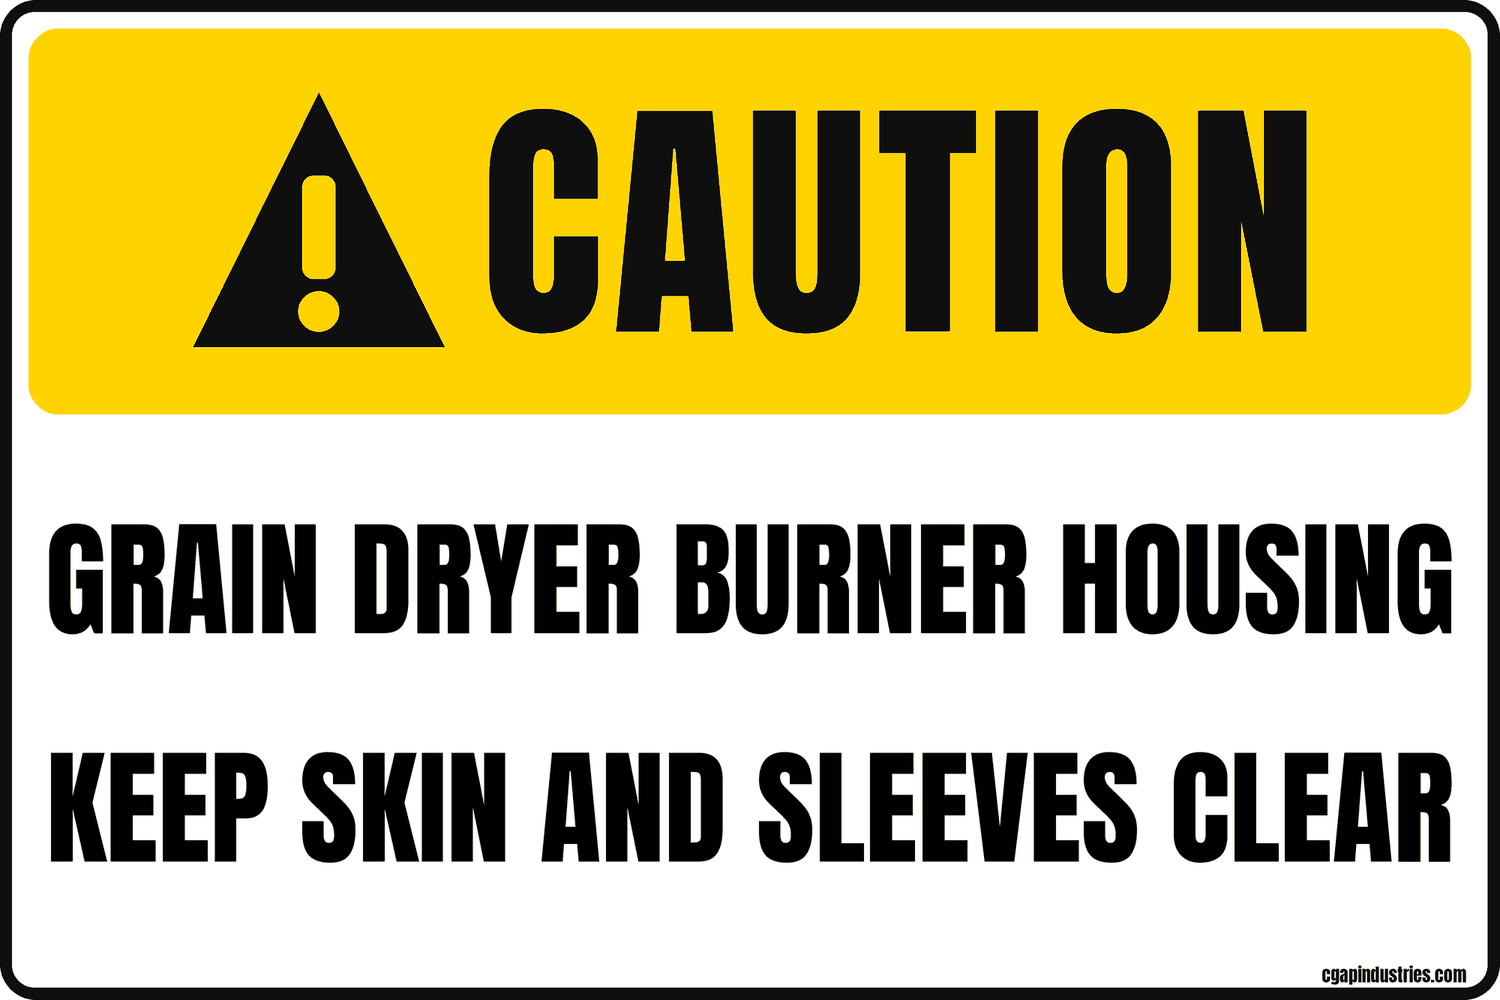 CAUTION
GRAIN DRYER BURNER HOUSING
KEEP SKIN AND SLEEVES CLEAR
cgapindustries.com